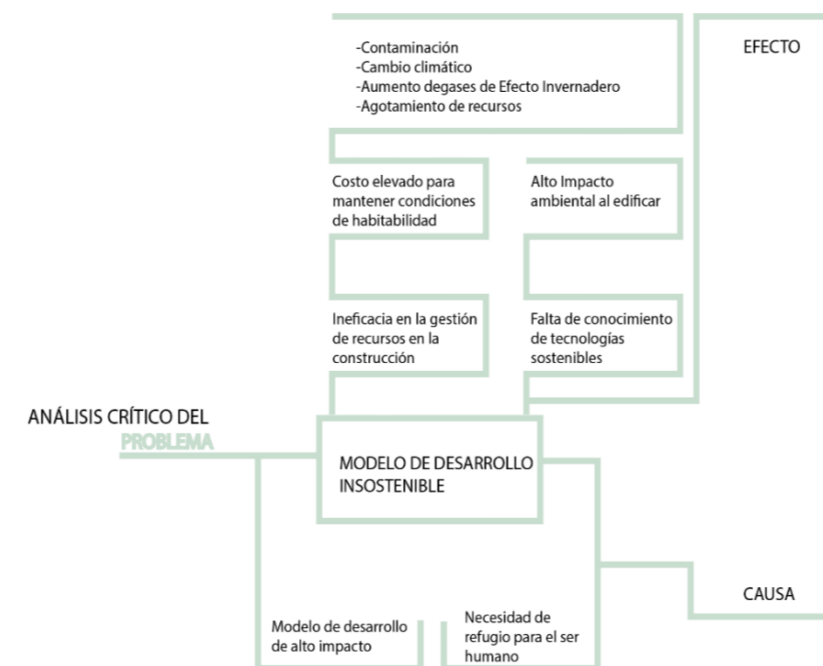 -Contaminación
-Cambio climático
-Aumento degases de Efecto Invernadero
-Agotamiento de recursos
EFECTO
Costo elevado para
mantener condiciones
de habitabilidad
Alto Impacto
ambiental al edificar
Ineficacia en la gestión
de recursos en la
construcción
Falta de conocimiento
de tecnologías
sostenibles
ANÁLISIS CRÍTICO DEL
PROBLEMA
MODELO DE DESARROLLO
INSOSTENIBLE
CAUSA
Modelo de desarrollo
de alto impacto
Necesidad de
refugio para el ser
humano